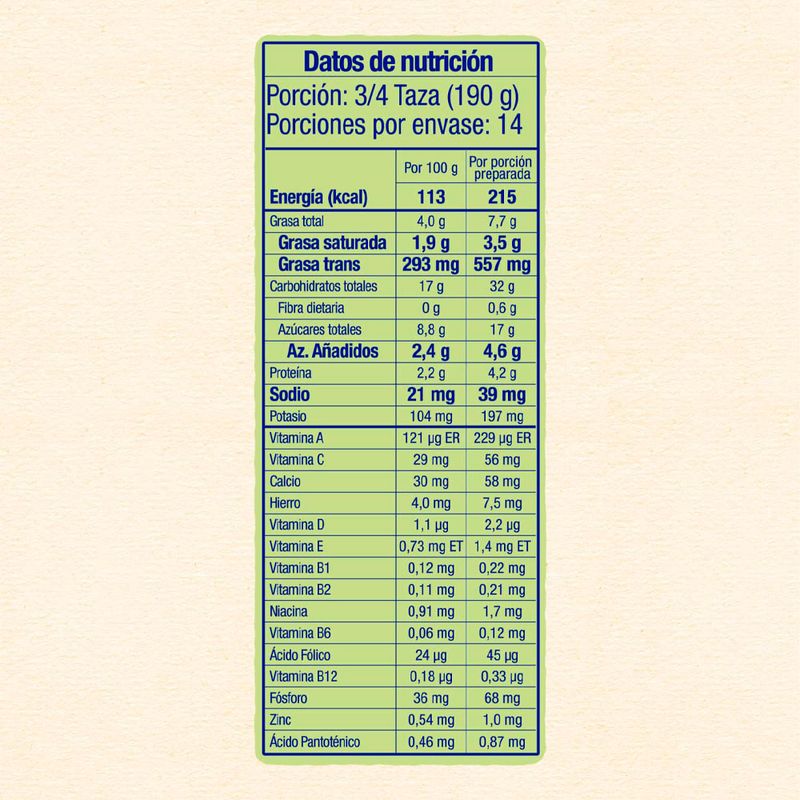 Datos de nutrición
Porción: 3/4 Taza (190 g)
Porciones por envase: 14
Por 100 g Por porción preparada
Energía (kcal) 113 215
Grasa total 4,0 g 7,7 g
Grasa saturada 1,9 g 3,5 g
Grasa trans 293 mg 557 mg
Carbohidratos totales 17 g 32 g
Fibra dietaria 0 g 0,6 g
Azúcares totales 8,8 g 17 g
Az. Añadidos 2,4 g 4,6 g
Proteína 2,2 g 4,2 g
Sodio 21 mg 39 mg
Potasio 104 mg 197 mg
Vitamina A 121 µg ER 229 µg ER
Vitamina C 29 mg 56 mg
Calcio 30 mg 58 mg
Hierro 4,0 mg 7,5 mg
Vitamina D 1,1 µg 2,2 µg
Vitamina E 0,73 mg ET 1,4 mg ET
Vitamina B1 0,12 mg 0,22 mg
Vitamina B2 0,11 mg 0,21 mg
Niacina 0,91 mg 1,7 mg
Vitamina B6 0,06 mg 0,12 mg
Ácido Fólico 24 µg 45 µg
Vitamina B12 0,18 µg 0,33 µg
Fósforo 36 mg 68 mg
Zinc 0,54 mg 1,0 mg
Ácido Pantoténico 0,46 mg 0,87 mg